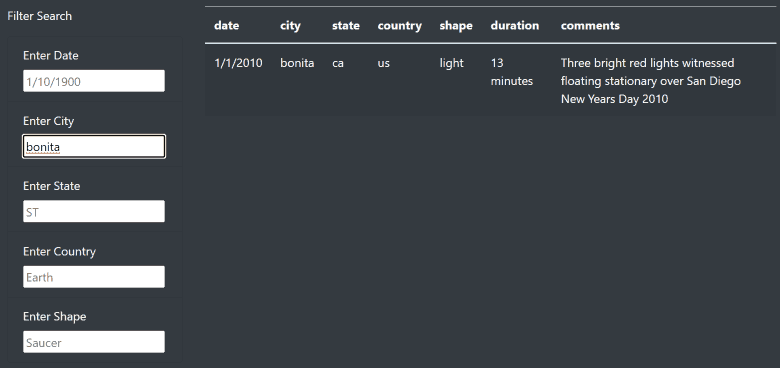 Filter Search
Enter Date
1/10/1900
Enter City
bonita
Enter State
ST
Enter Country
Earth
Enter Shape
Saucer
date city state country shape duration comments
1/1/2010 bonita ca us light 13 Three bright red lights witnessed
minutes floating stationary over San Diego
New Years Day 2010